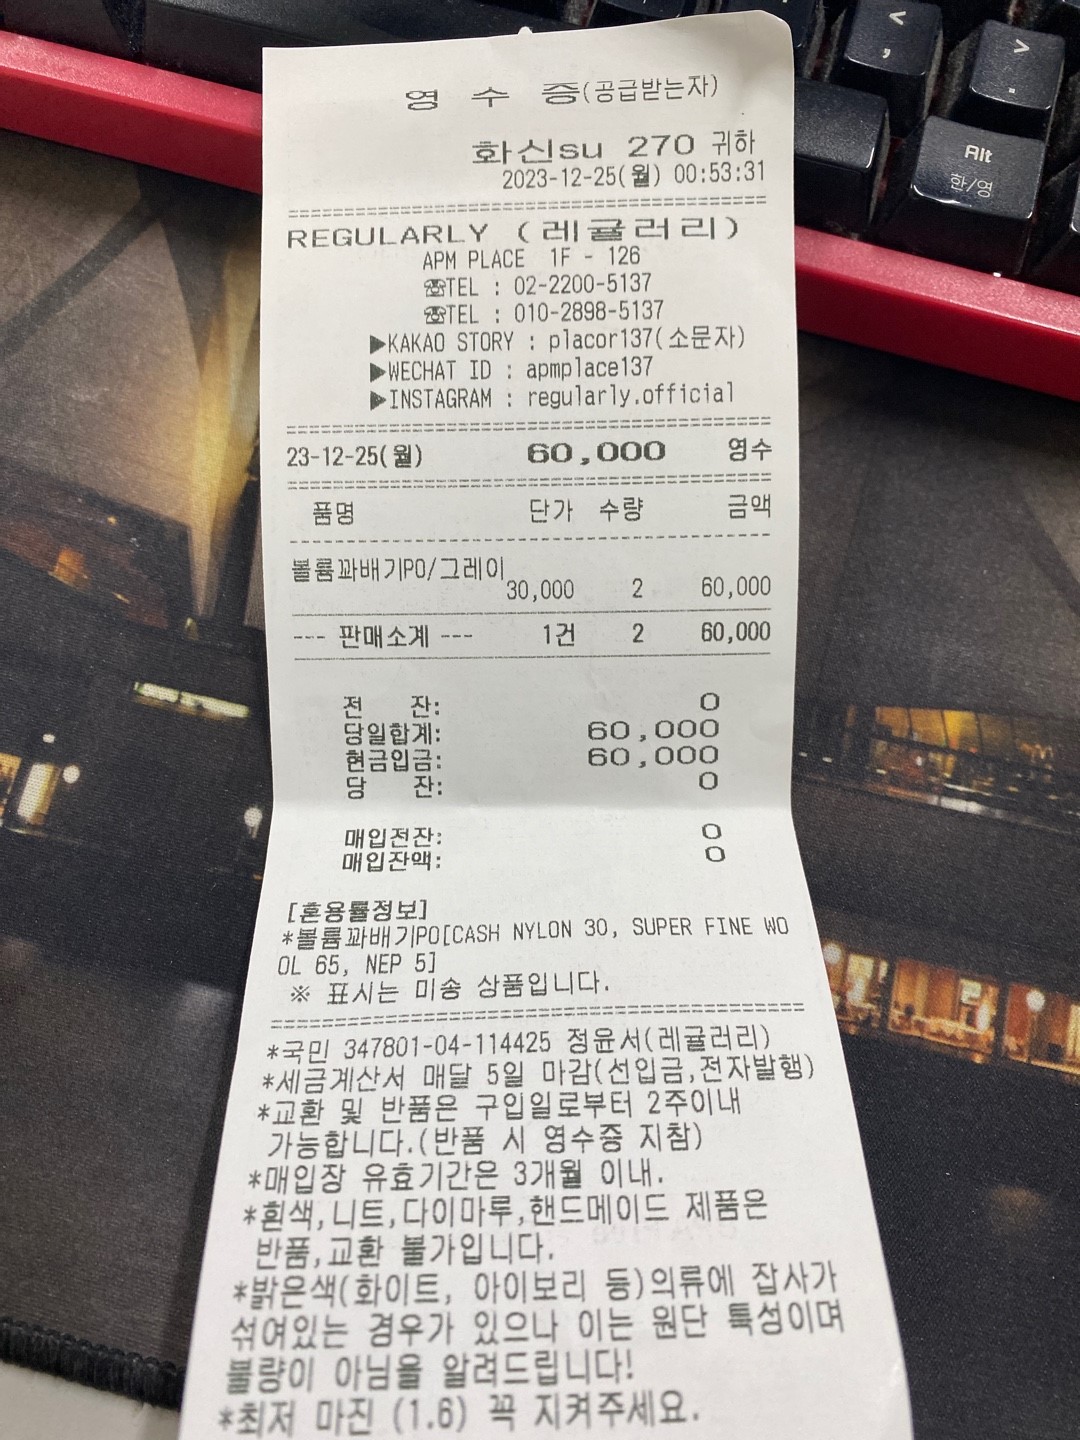 영 수 증(공급받는자)
화신su 270 귀하
2023-12-25(월) 00:53:31
REGULARLY (레귤러리)
APM PLACE 1F - 126
☎TEL : 02-2200-5137
☎TEL : 010-2898-5137
▶KAKAO STORY : placor137(소문자)
▶WECHAT ID : apmplace137
▶INSTAGRAM : regularly.official
23-12-25(월) 60,000 영수
품명 단가 수량 금액
볼륨꽈배기PO/그레이
30,000 2 60,000
--- 판매소계 --- 1건 2 60,000
전 잔: 0
당일합계: 60,000
현금입금: 60,000
당 잔: 0
매입전잔: 0
매입잔액: 0
[혼용률정보]
*볼륨꽈배기PO[CASH NYLON 30, SUPER FINE WO
OL 65, NEP 5]
※ 표시는 미송 상품입니다.
*국민 347801-04-114425 정윤서(레귤러리)
*세금계산서 매달 5일 마감(선입금,전자발행)
*교환 및 반품은 구입일로부터 2주이내
가능합니다.(반품 시 영수증 지참)
*매입장 유효기간은 3개월 이내.
*흰색,니트,다이마루,핸드메이드 제품은
반품,교환 불가입니다.
*밝은색(화이트, 아이보리 등)의류에 잡사가
섞여있는 경우가 있으나 이는 원단 특성이며
불량이 아님을 알려드립니다!
*최저 마진 (1.6) 꼭 지켜주세요.
<
,
>
.
Alt
한/영